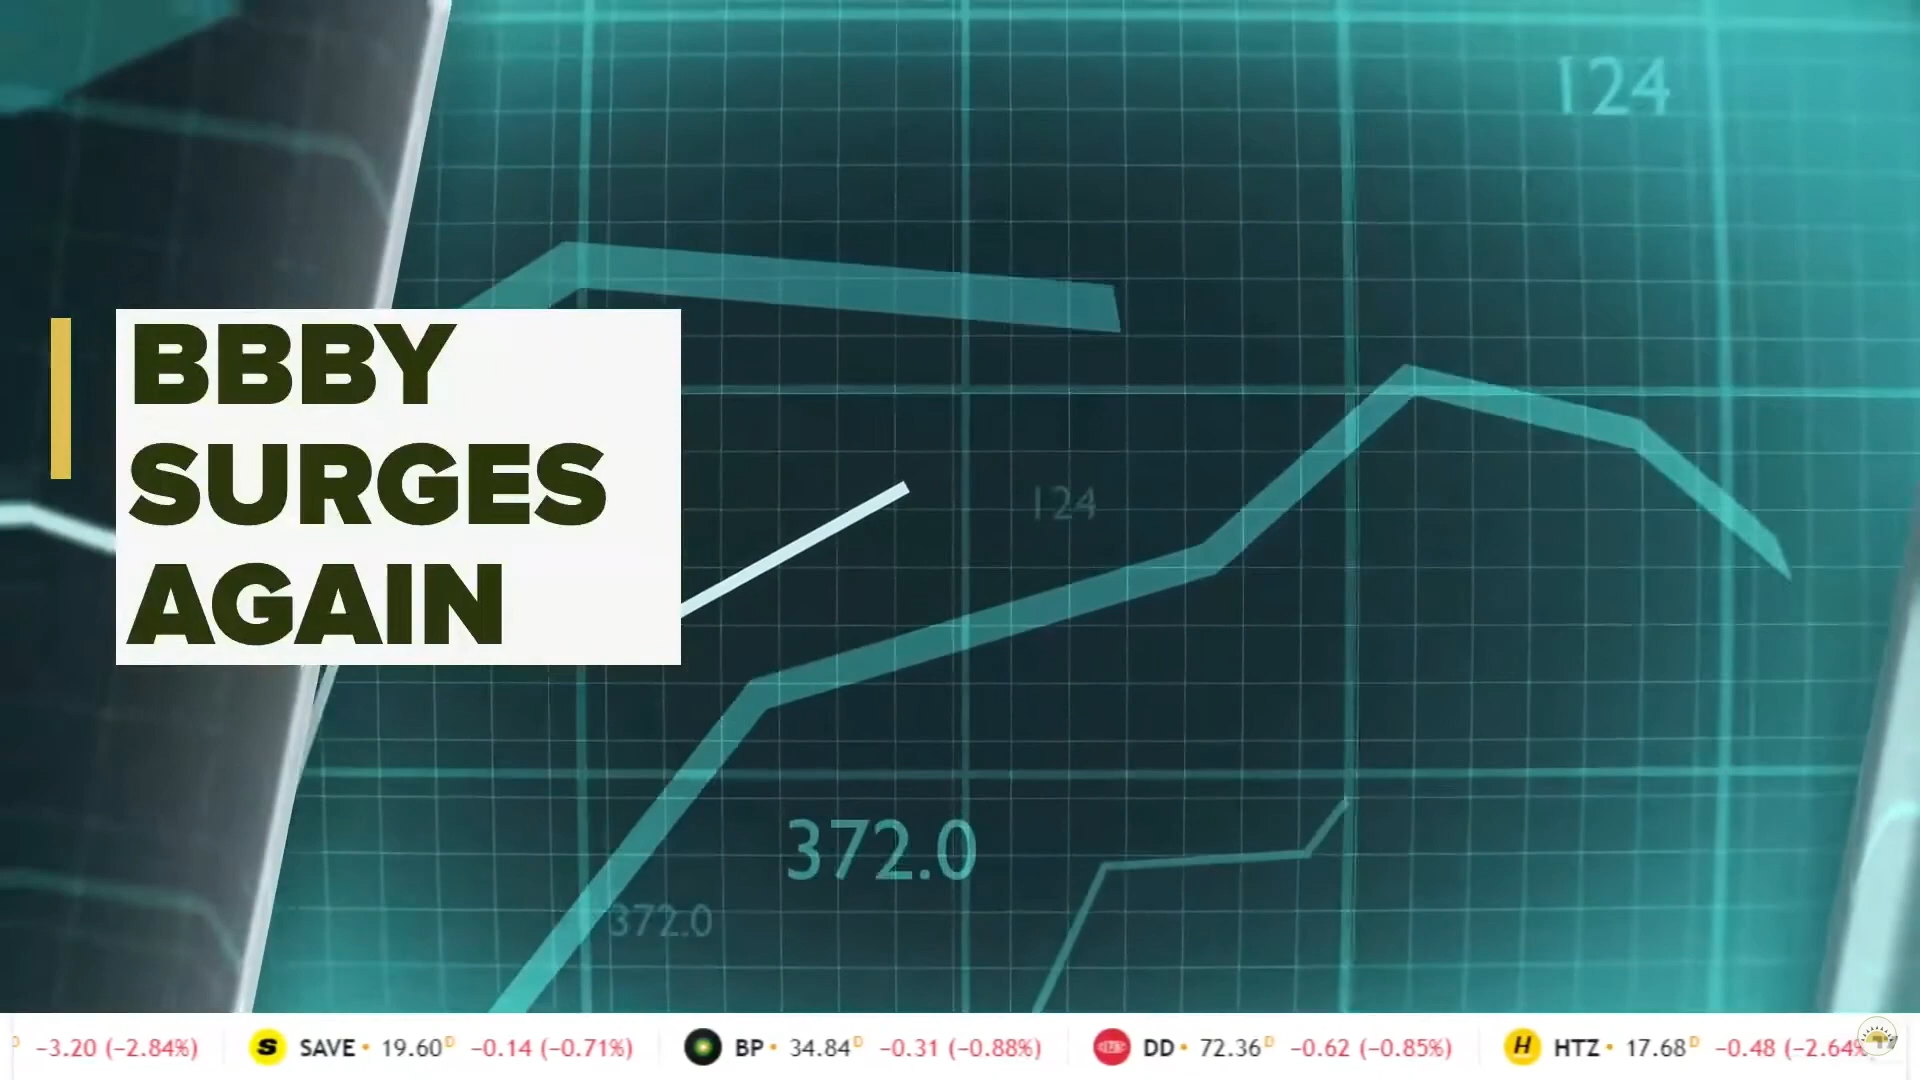 124
BBBY
SURGES
AGAIN
124
372.0
372.0
D −3.20 (−2.84%) S SAVE • 19.60 D −0.14 (−0.71%) BP • 34.84 D −0.31 (−0.88%) DD • 72.36 D −0.62 (−0.85%) H HTZ • 17.68 D −0.48 (−2.64%